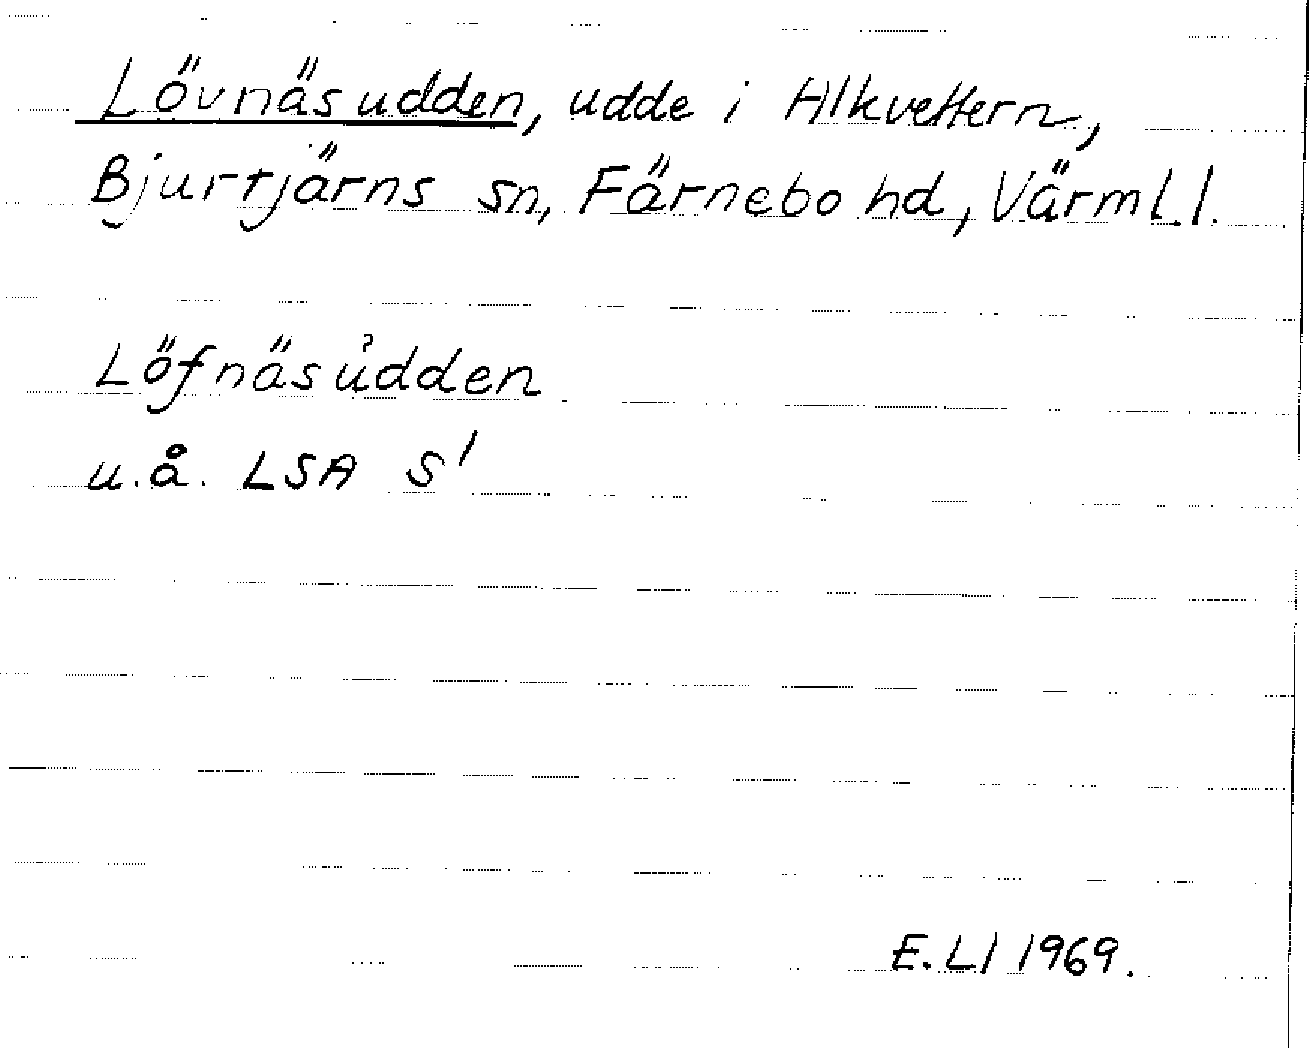 Lövnäsudden, udde i Alkvettern,
Bjurtjärns sn, Färnebo hd, Värml.l.
Löfnäsudden
u.å. LSA S1
E.Ll 1969.